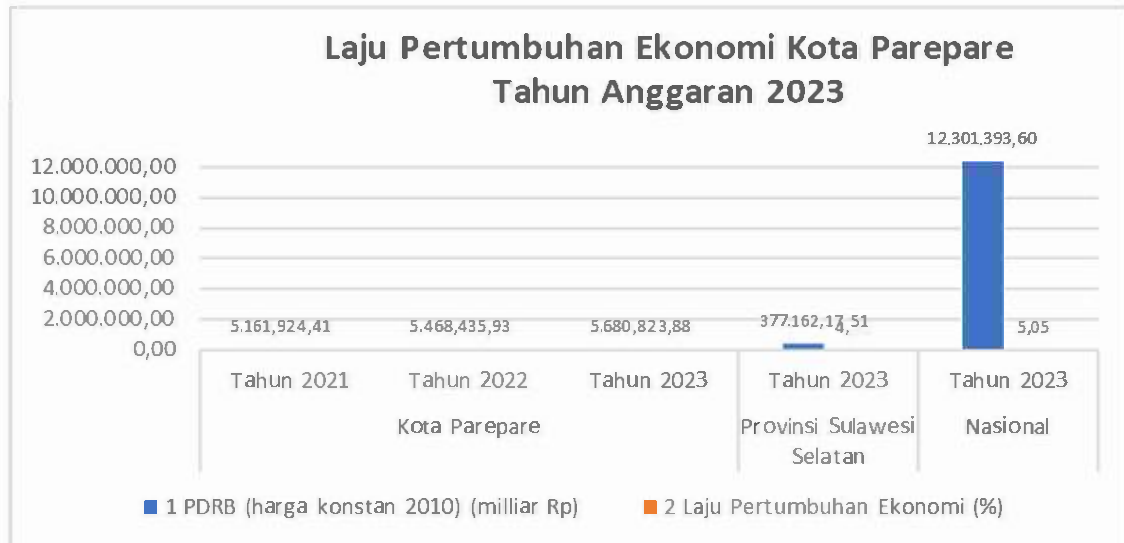 Laju Pertumbuhan Ekonomi Kota Parepare
Tahun Anggaran 2023
12.301.393,60
12.000.000,00
10.000.000,00
8.000.000,00
6.000.000,00
4.000.000,00
2.000.000,00
0,00
5.161,924,41
5.468,435,93
5.680,823,88
377.162,17
4,51
5,05
Tahun 2021
Tahun 2022
Tahun 2023
Tahun 2023
Tahun 2023
Kota Parepare
Provinsi Sulawesi
Selatan
Nasional
1 PDRB (harga konstan 2010) (milliar Rp)
2 Laju Pertumbuhan Ekonomi (%)